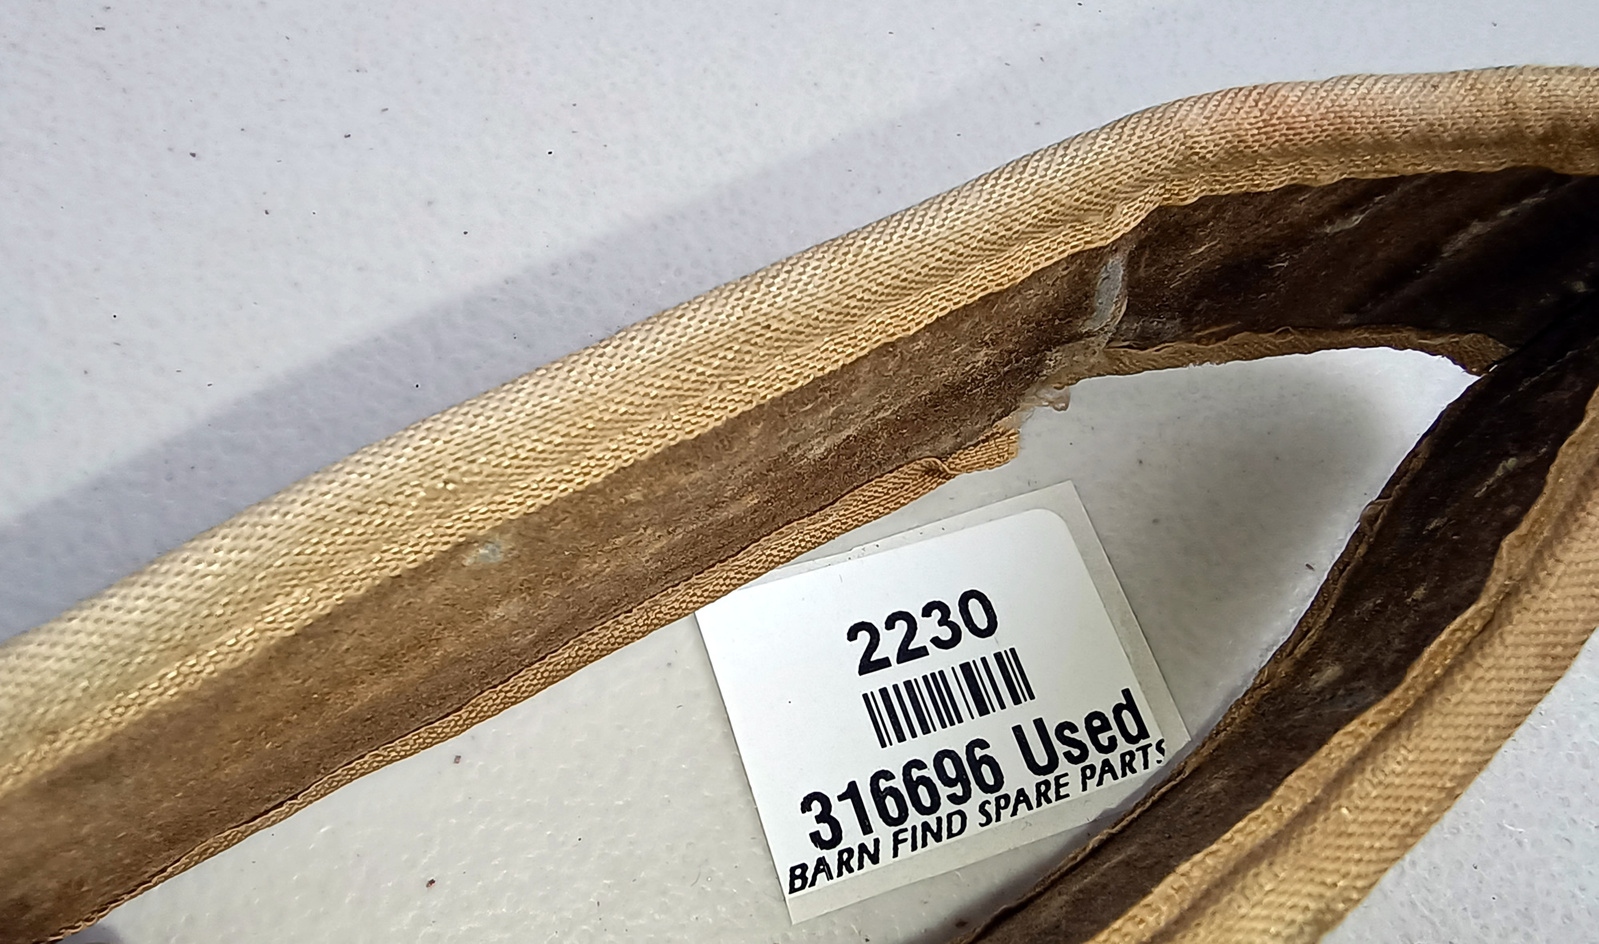 2230
316696 Used
BARN FIND SPARE PARTS